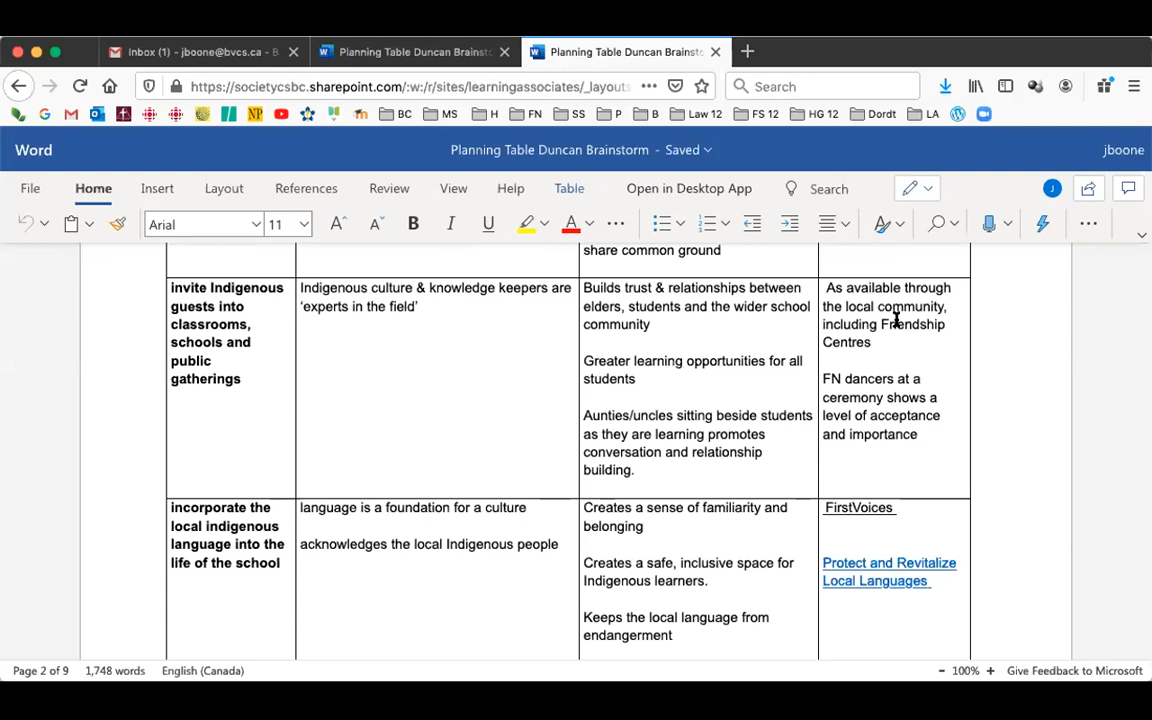 Inbox (1) - jboone@bvcs.ca - B
Planning Table Duncan Brainst
Planning Table Duncan Brainsto
https://societycsbc.sharepoint.com/:w:/r/sites/learningassociates/_layouts
Search
BC
MS
H
FN
SS
P
B
Law 12
FS 12
HG 12
Dordt
LA
Word
Planning Table Duncan Brainstorm - Saved
jboone
File
Home
Insert
Layout
References
Review
View
Help
Table
Open in Desktop App
Search
J
Arial
11
B
I
U
share common ground
invite Indigenous
guests into
classrooms,
schools and
public
gatherings
Indigenous culture & knowledge keepers are
‘experts in the field’
Builds trust & relationships between
elders, students and the wider school
community
Greater learning opportunities for all
students
Aunties/uncles sitting beside students
as they are learning promotes
conversation and relationship
building.
As available through
the local community,
including Friendship
Centres
FN dancers at a
ceremony shows a
level of acceptance
and importance
incorporate the
local indigenous
language into the
life of the school
language is a foundation for a culture
acknowledges the local Indigenous people
Creates a sense of familiarity and
belonging
Creates a safe, inclusive space for
Indigenous learners.
Keeps the local language from
endangerment
FirstVoices
Protect and Revitalize
Local Languages
Page 2 of 9
1,748 words
English (Canada)
- 100% +
Give Feedback to Microsoft